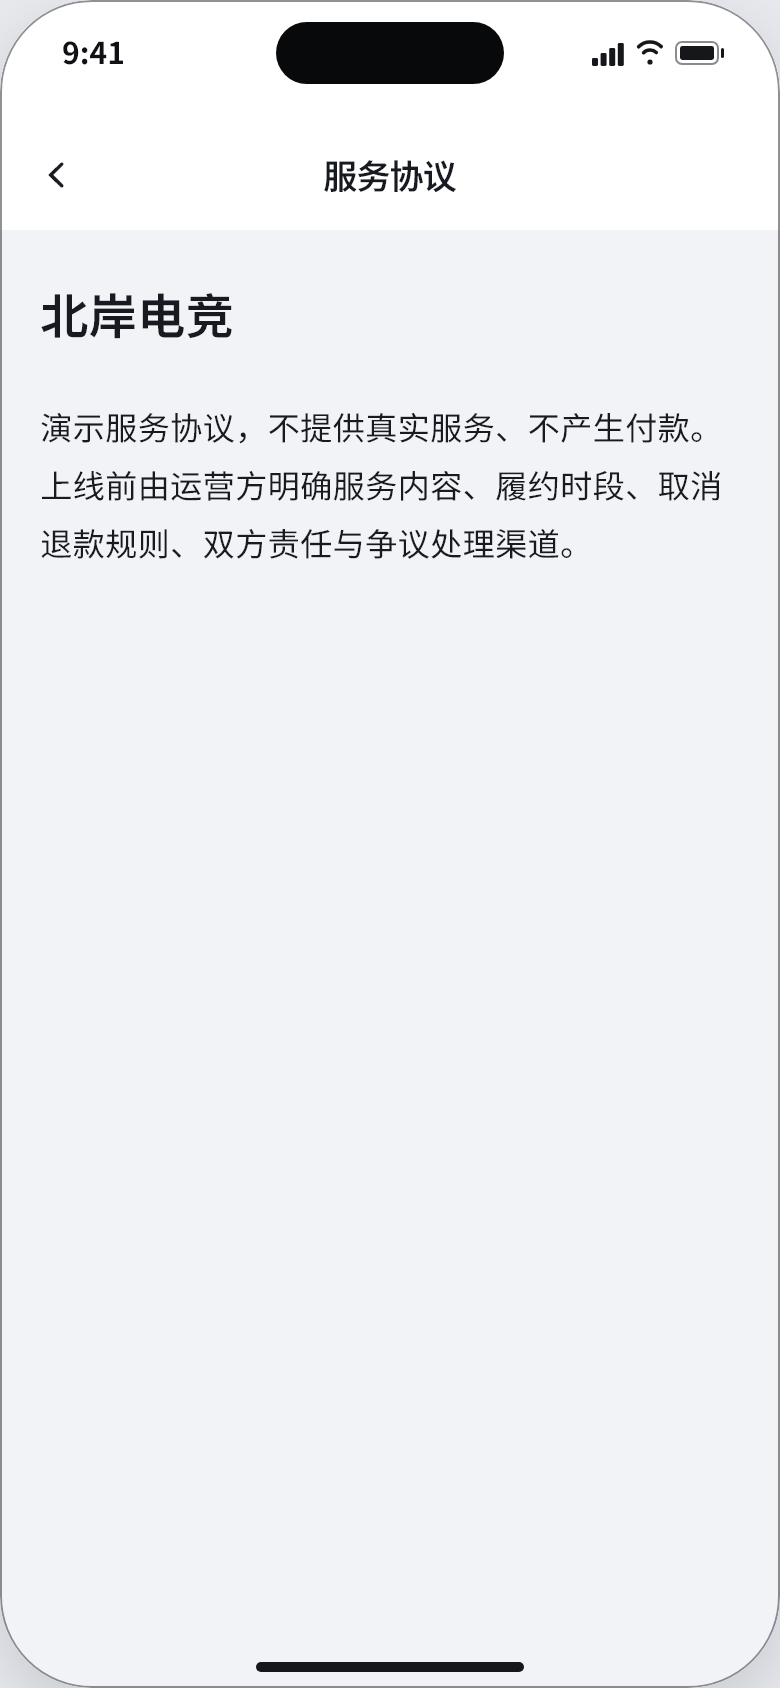 9:41
服务协议
北岸电竞
演示服务协议，不提供真实服务、不产生付款。
上线前由运营方明确服务内容、履约时段、取消
退款规则、双方责任与争议处理渠道。